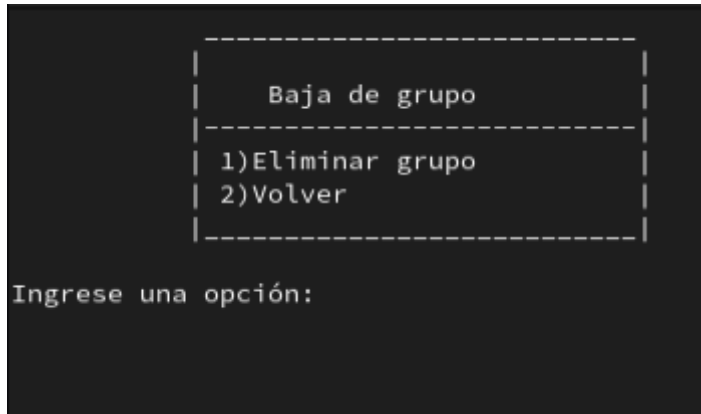 Baja de grupo
1)Eliminar grupo
2)Volver
Ingrese una opción: